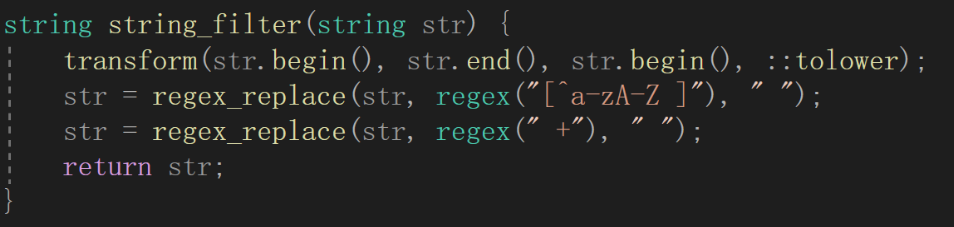 string string_filter(string str) {
    transform(str.begin(), str.end(), str.begin(), ::tolower);
    str = regex_replace(str, regex("[^a-zA-Z ]"), " ");
    str = regex_replace(str, regex(" +"), " ");
    return str;
}